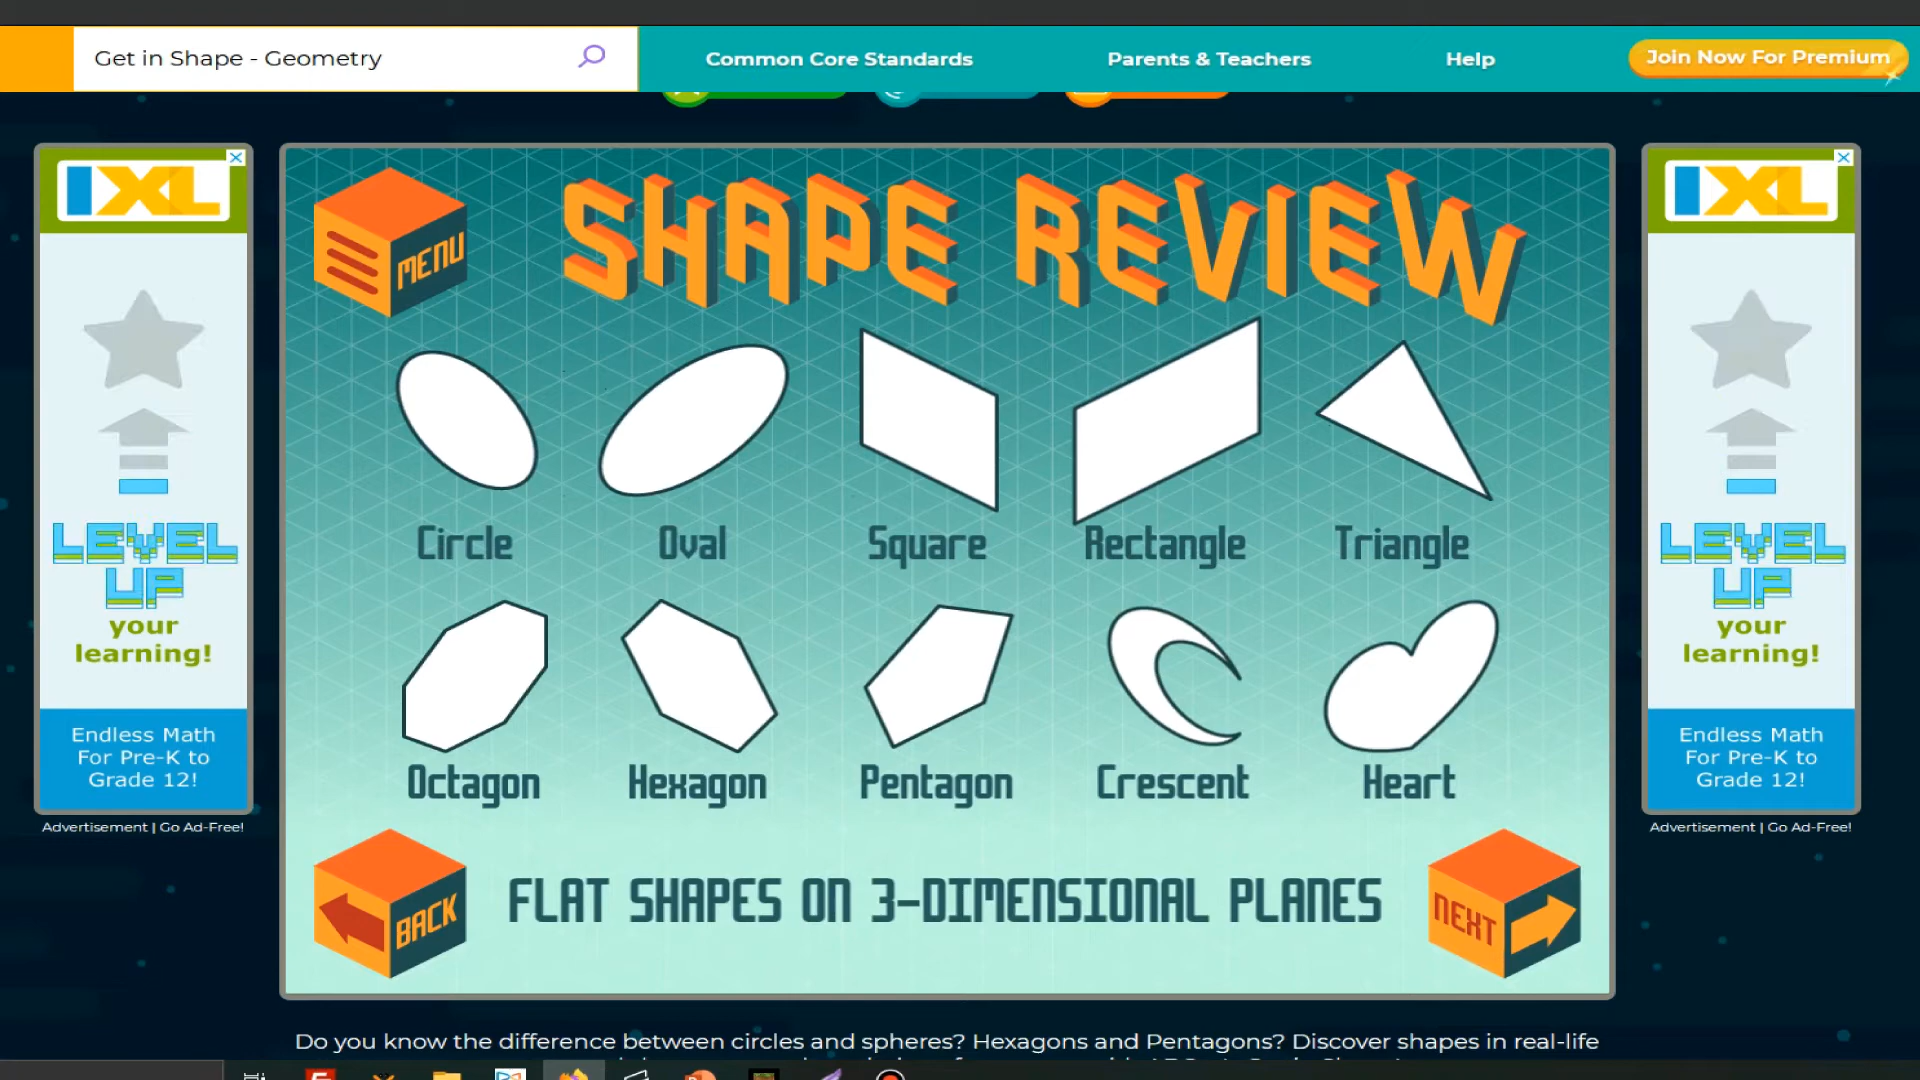 Get in Shape - Geometry
Common Core Standards
Parents & Teachers
Help
Join Now For Premium
IXL
LEVEL
UP
your
learning!
Endless Math
For Pre-K to
Grade 12!
Advertisement | Go Ad-Free!
MENU
SHAPE REVIEW
Circle
Oval
Square
Rectangle
Triangle
Octagon
Hexagon
Pentagon
Crescent
Heart
BACK
FLAT SHAPES ON 3-DIMENSIONAL PLANES
NEXT
IXL
LEVEL
UP
your
learning!
Endless Math
For Pre-K to
Grade 12!
Advertisement | Go Ad-Free!
Do you know the difference between circles and spheres? Hexagons and Pentagons? Discover shapes in real-life